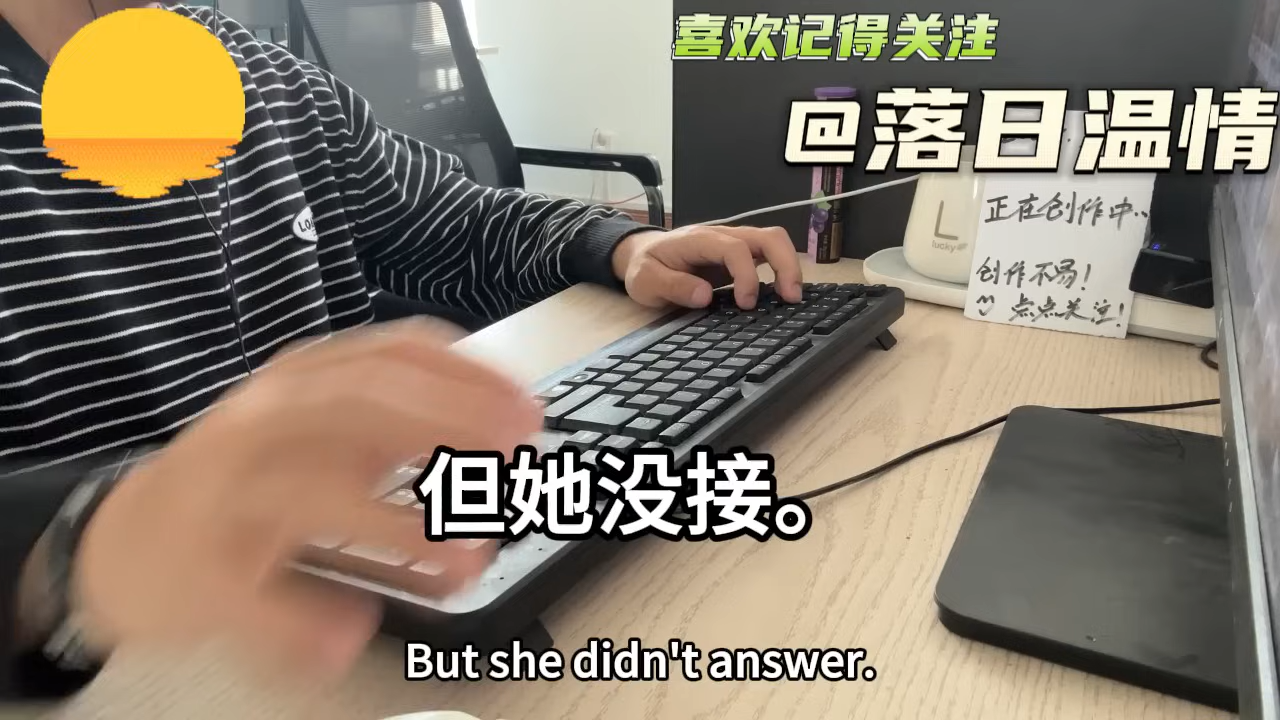 喜欢记得关注
@落日温情
正在创作中..
创作不易!
点点关注!
L
lucky
但她没接。
But she didn't answer.